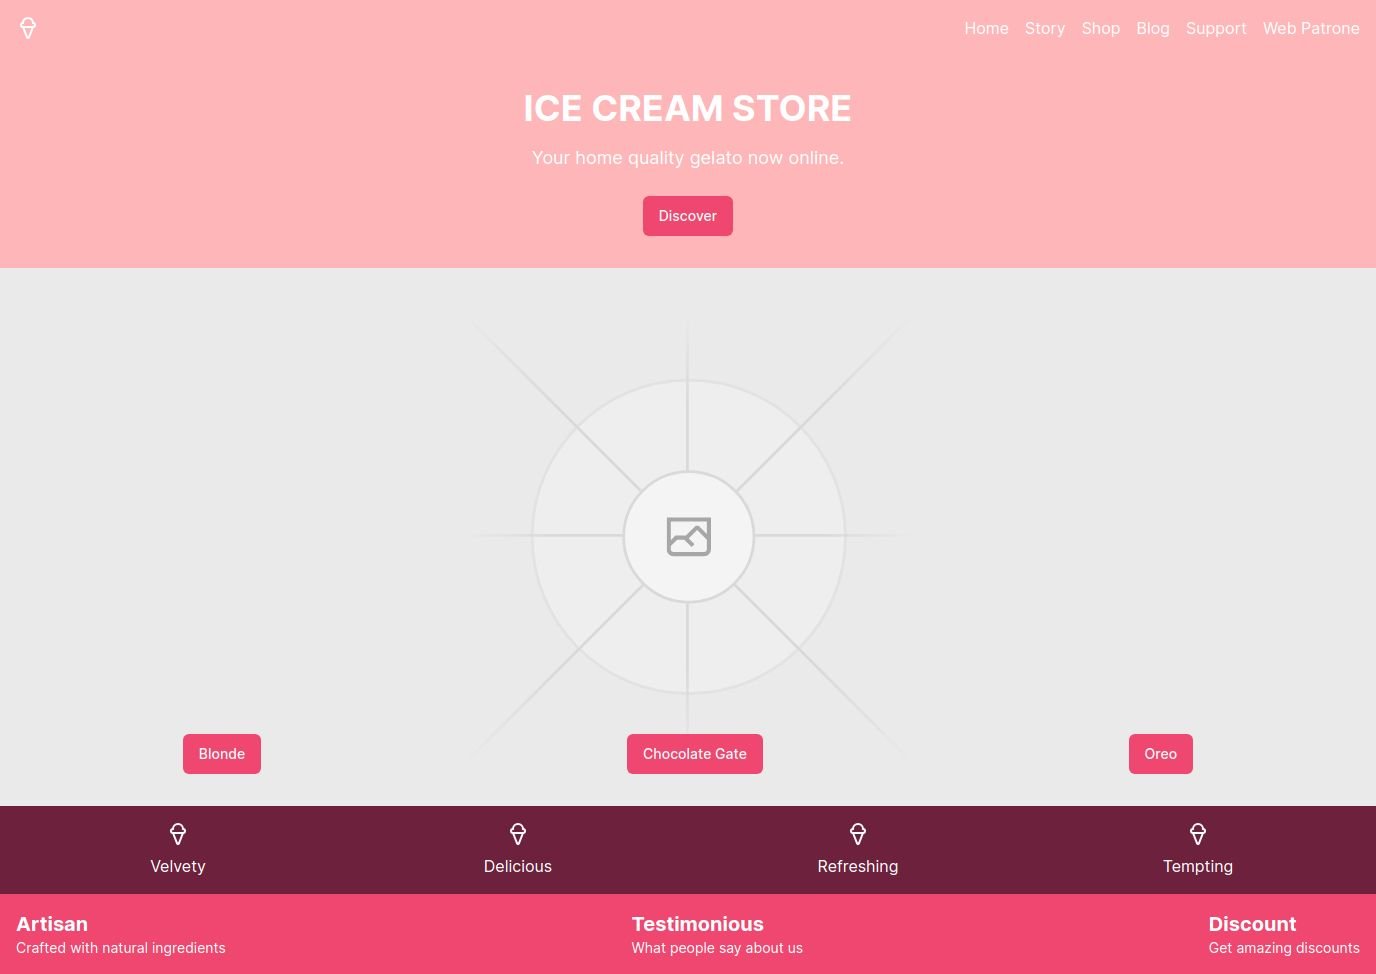 Home Story Shop Blog Support Web Patrone
ICE CREAM STORE
Your home quality gelato now online.
Discover
Blonde Chocolate Gate Oreo
Velvety Delicious Refreshing Tempting
Artisan Testimonious Discount
Crafted with natural ingredients What people say about us Get amazing discounts